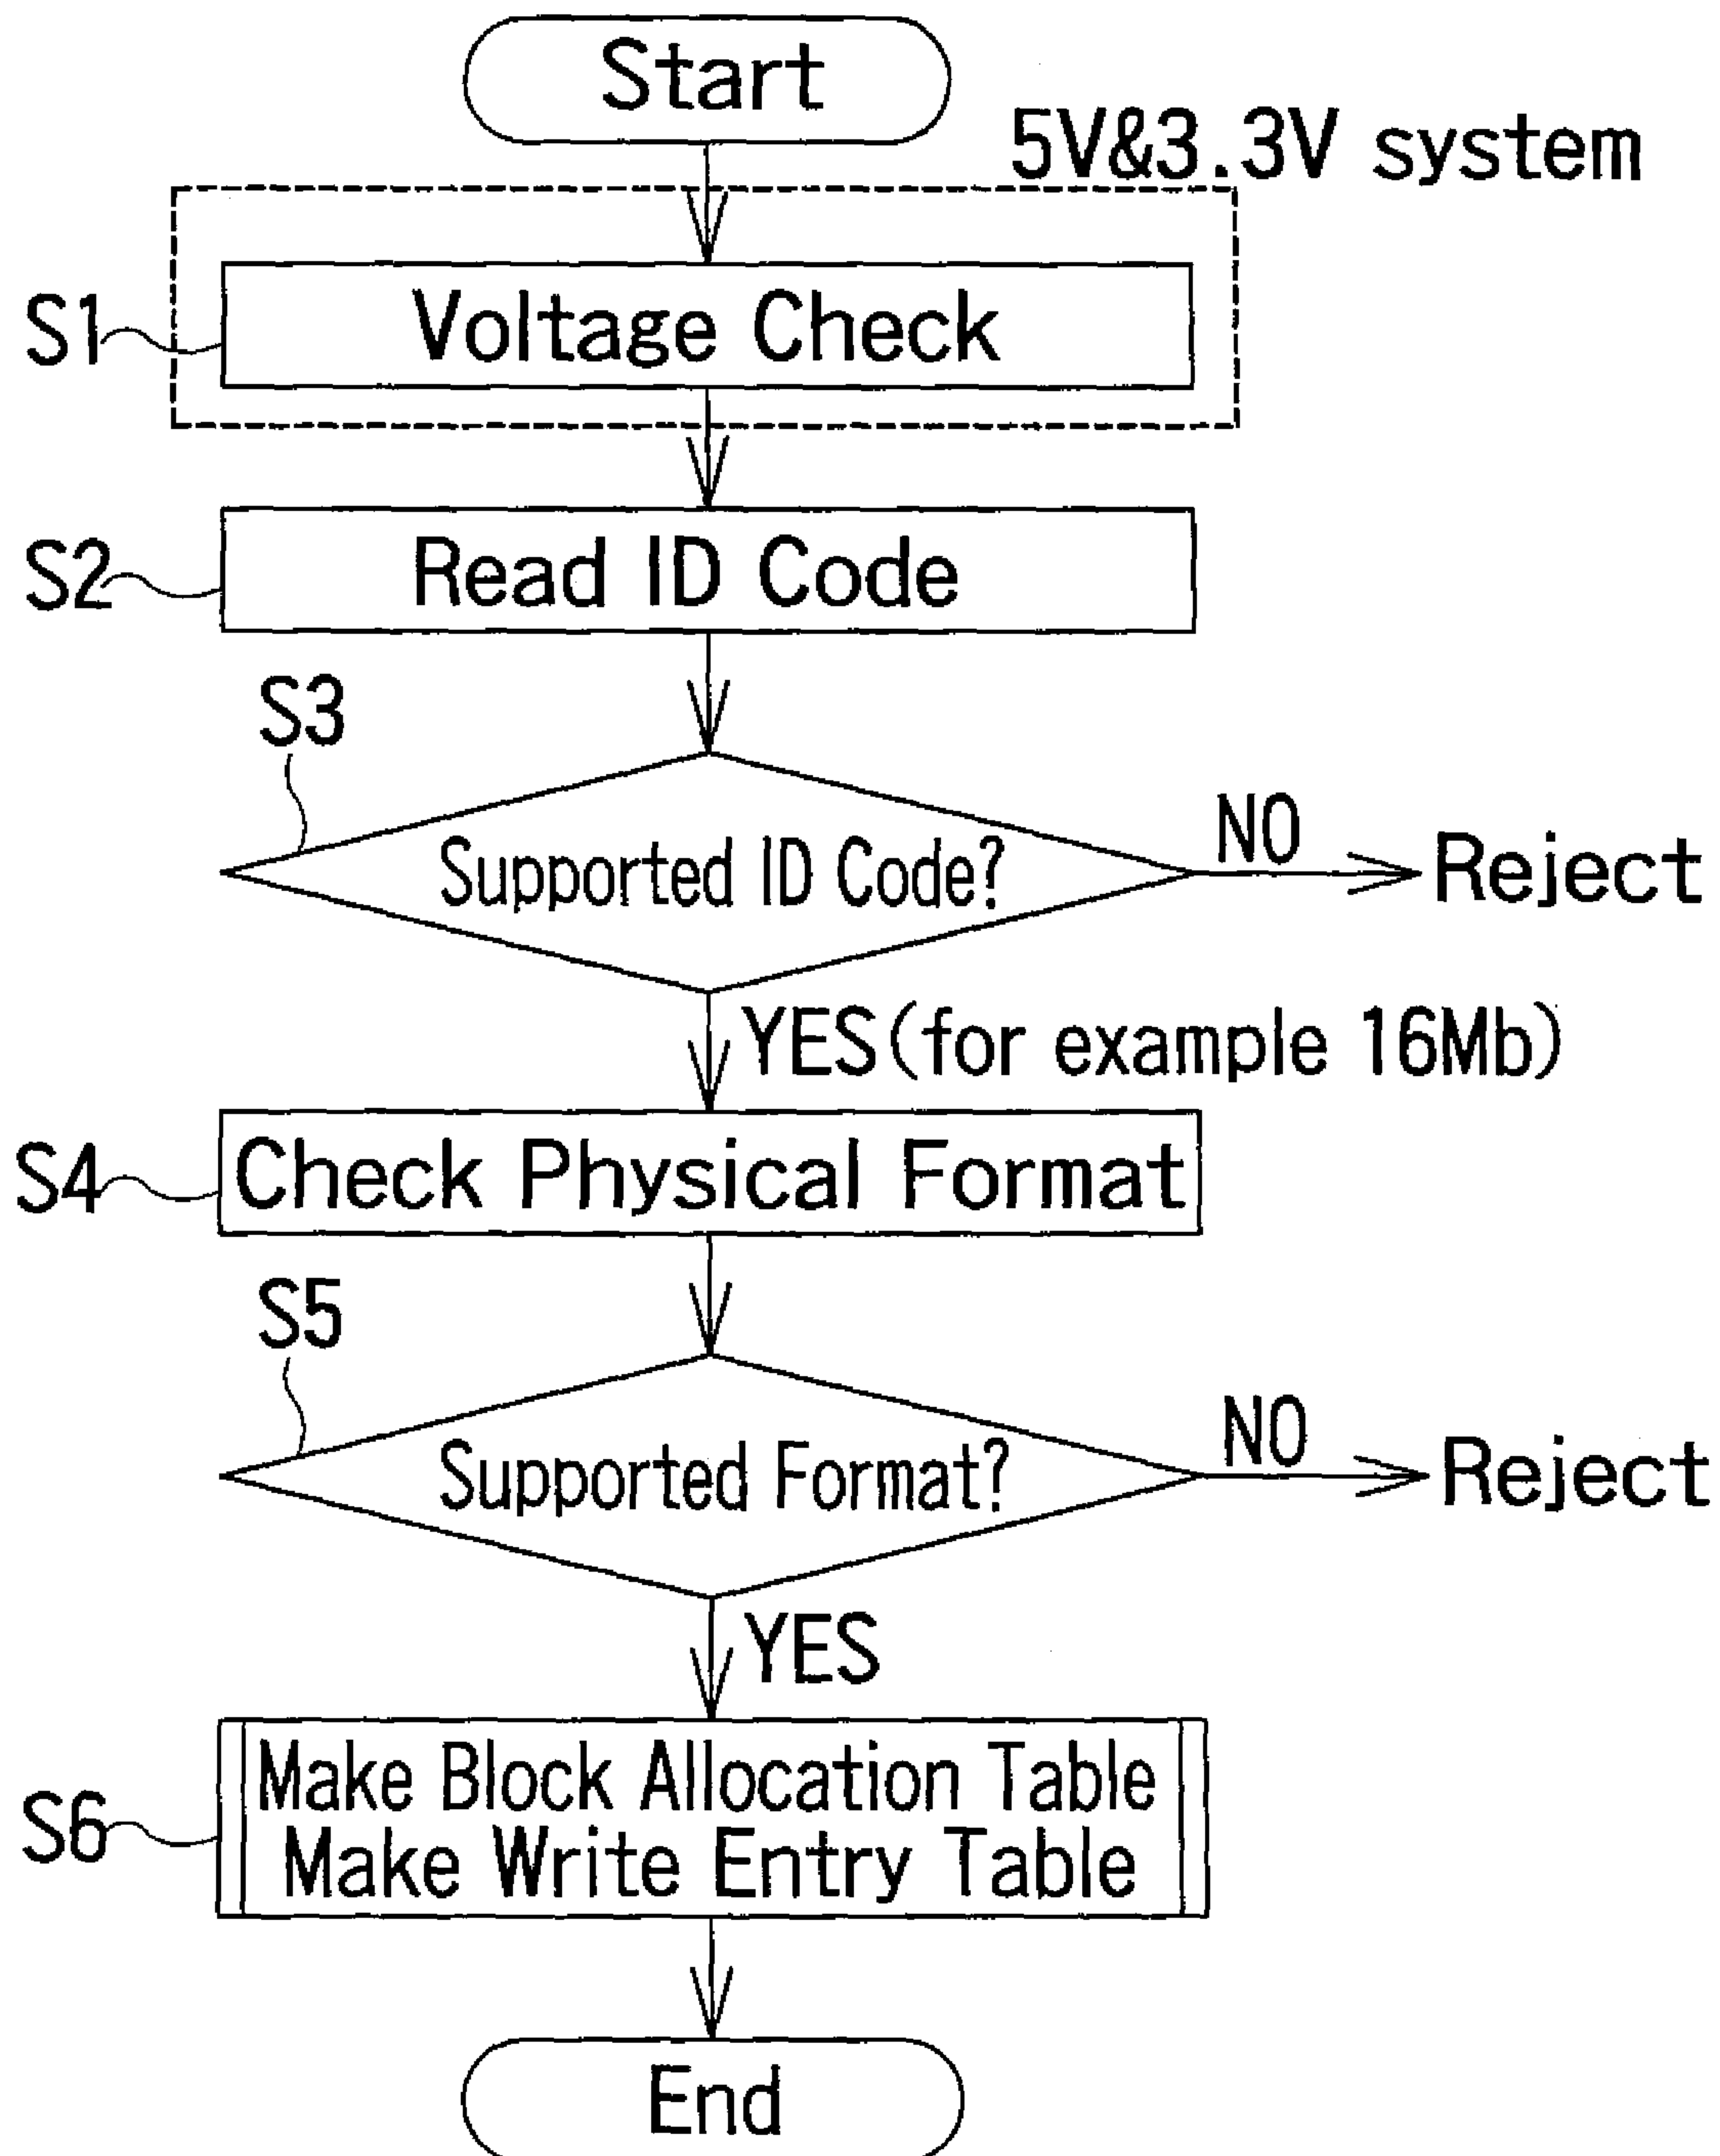 Start
5V&3.3V system
S1
Voltage Check
S2
Read ID Code
S3
Supported ID Code?
NO
Reject
YES(for example 16Mb)
S4
Check Physical Format
S5
Supported Format?
NO
Reject
YES
S6
Make Block Allocation Table
Make Write Entry Table
End